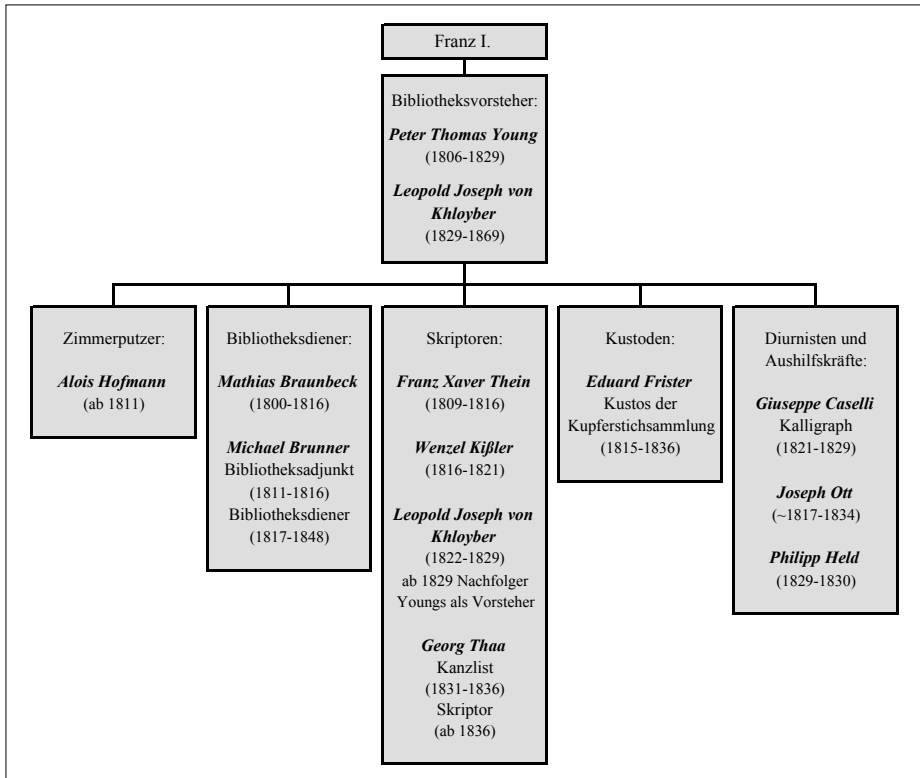 Franz I.
Bibliotheksvorsteher:
Peter Thomas Young
(1806-1829)
Leopold Joseph von
Khloyber
(1829-1869)
Zimmerputzer:
Alois Hofmann
(ab 1811)
Bibliotheksdiener:
Mathias Braunbeck
(1800-1816)
Michael Brunner
Bibliotheksadjunkt
(1811-1816)
Bibliotheksdiener
(1817-1848)
Skriptoren:
Franz Xaver Thein
(1809-1816)
Wenzel Kißler
(1816-1821)
Leopold Joseph von
Khloyber
(1822-1829)
ab 1829 Nachfolger
Youngs als Vorsteher
Georg Thaa
Kanzlist
(1831-1836)
Skriptor
(ab 1836)
Kustoden:
Eduard Frister
Kustos der
Kupferstichsammlung
(1815-1836)
Diurnisten und
Aushilfskräfte:
Giuseppe Caselli
Kalligraph
(1821-1829)
Joseph Ott
(~1817-1834)
Philipp Held
(1829-1830)